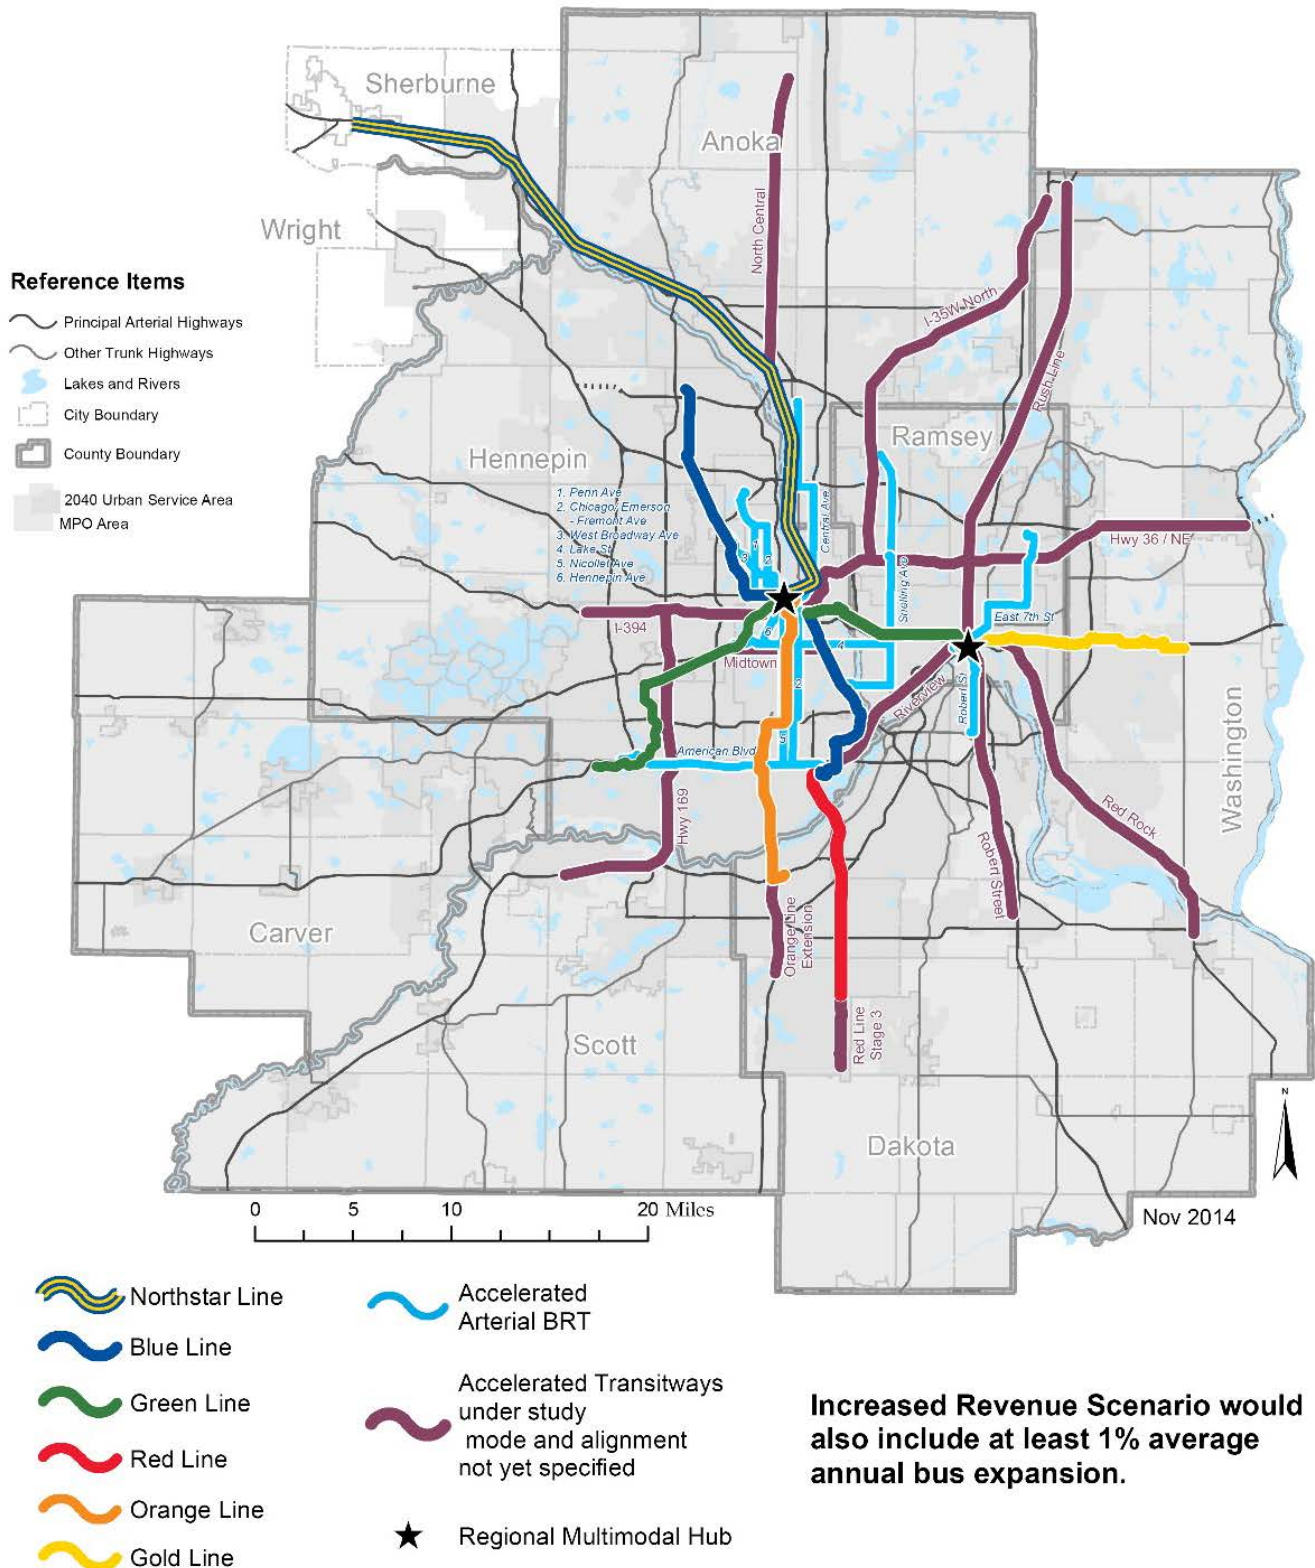 Sherburne
Anoka
Wright
North Central
Reference Items
Principal Arterial Highways
Other Trunk Highways
Lakes and Rivers
City Boundary
County Boundary
2040 Urban Service Area
MPO Area
I-35W North
Rush Line
Ramsey
Hennepin
1. Penn Ave
2. Chicago/Emerson
- Fremont Ave
3. West Broadway Ave
4. Lake St
5. Nicollet Ave
6. Hennepin Ave
Central Ave
Snelling Ave
Hwy 36 / NE
3
2
East 7th St
I-394
6
4
Midtown
Riverview
Robert St
2
5
American Blvd
Washington
Hwy 169
Red Rock
Robert Street
Orange Line
Extension
Carver
Red Line
Stage 3
Scott
Dakota
N
0 5 10 20 Miles
Nov 2014
Northstar Line
Blue Line
Green Line
Red Line
Orange Line
Gold Line
Accelerated
Arterial BRT
Accelerated Transitways
under study
mode and alignment
not yet specified
Regional Multimodal Hub
Increased Revenue Scenario would
also include at least 1% average
annual bus expansion.